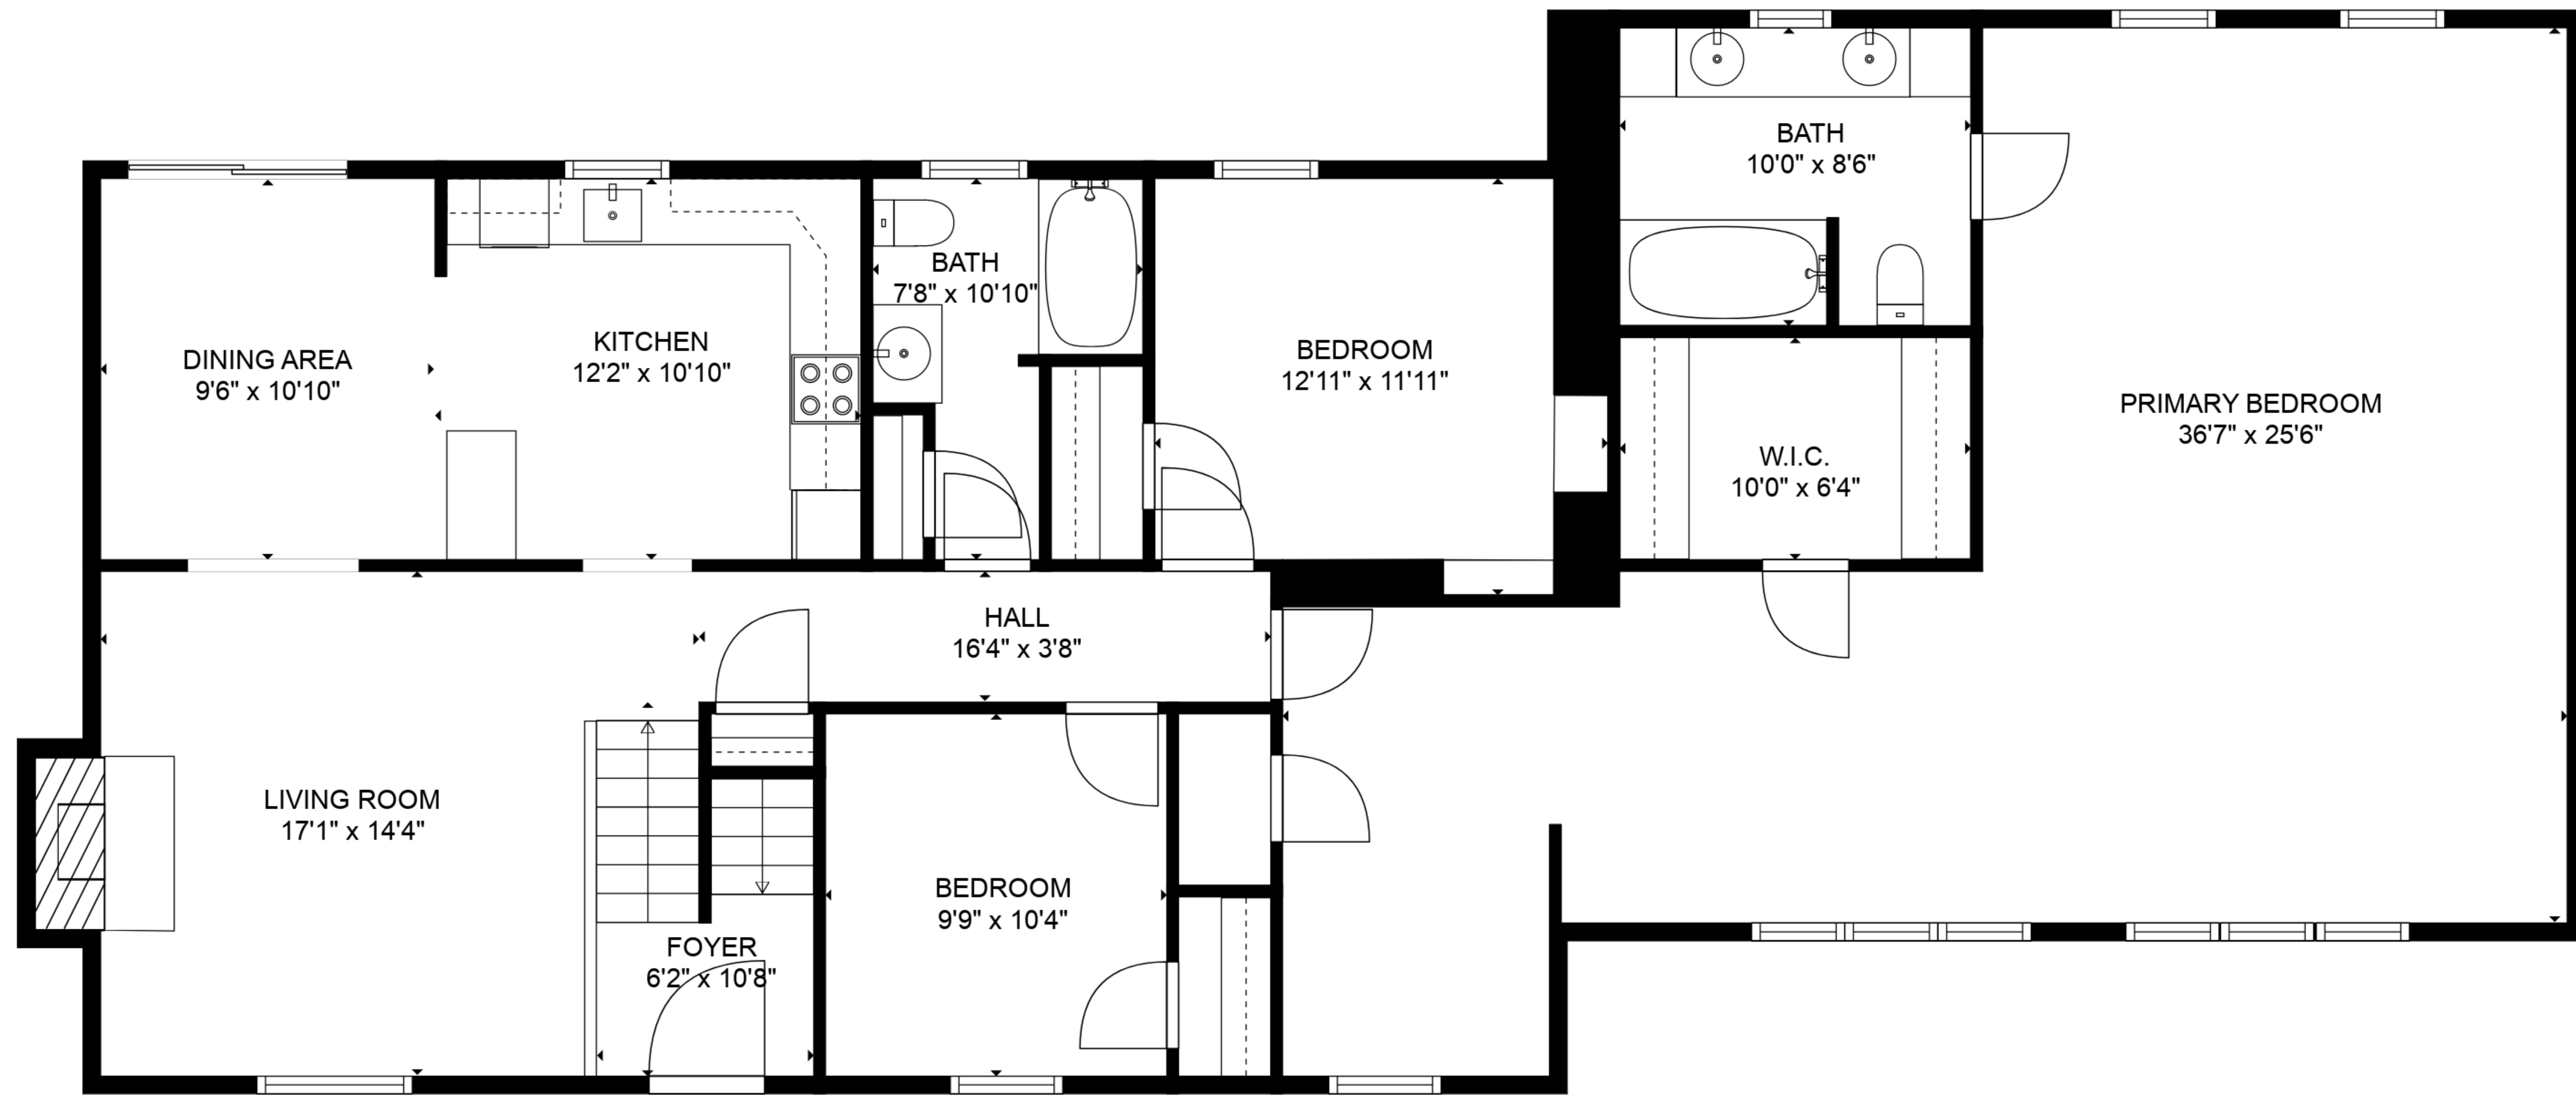 BATH
10'0" x 8'6"
BATH
7'8" x 10'10"
DINING AREA
9'6" x 10'10"
KITCHEN
12'2" x 10'10"
BEDROOM
12'11" x 11'11"
W.I.C.
10'0" x 6'4"
PRIMARY BEDROOM
36'7" x 25'6"
HALL
16'4" x 3'8"
LIVING ROOM
17'1" x 14'4"
FOYER
6'2" x 10'8"
BEDROOM
9'9" x 10'4"